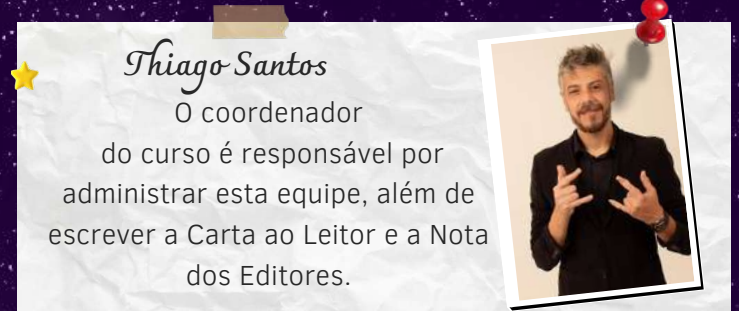 Thiago Santos
O coordenador
do curso é responsável por
administrar esta equipe, além de
escrever a Carta ao Leitor e a Nota
dos Editores.